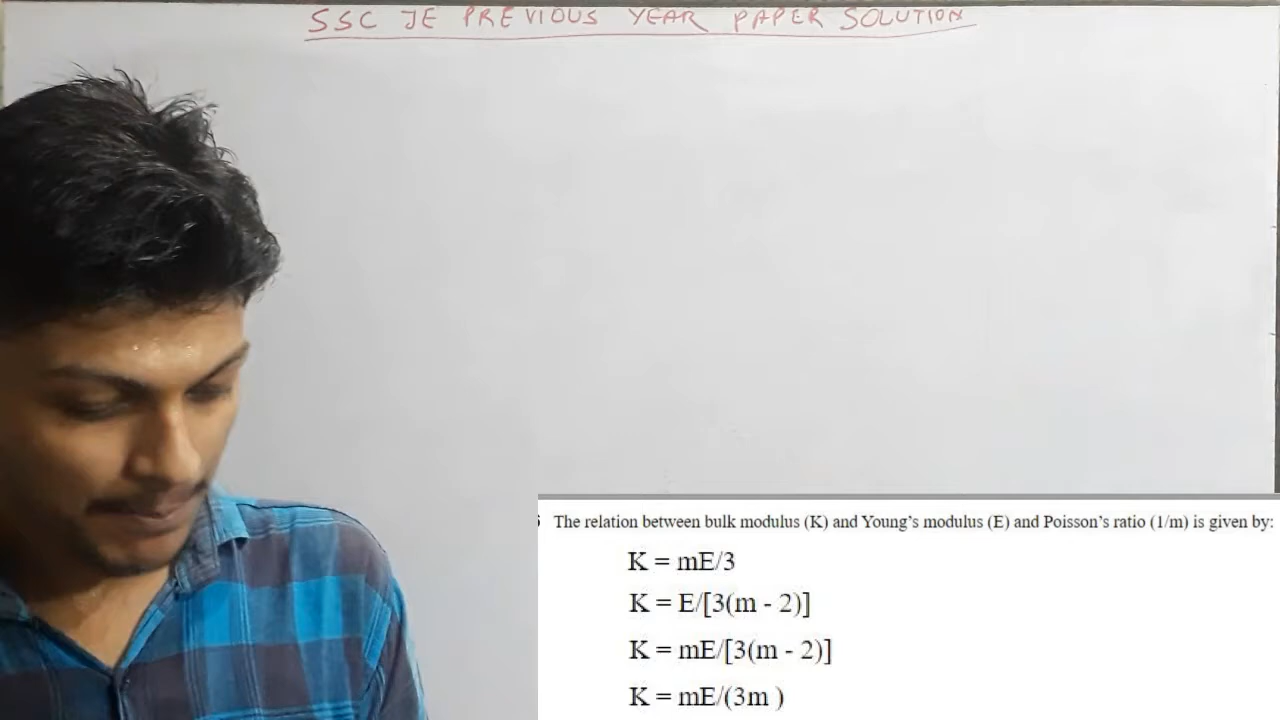 SSC JE PREVIOUS YEAR PAPER SOLUTION
The relation between bulk modulus (K) and Young's modulus (E) and Poisson's ratio (1/m) is given by:
K = mE/3
K = E/[3(m - 2)]
K = mE/[3(m - 2)]
K = mE/(3m )